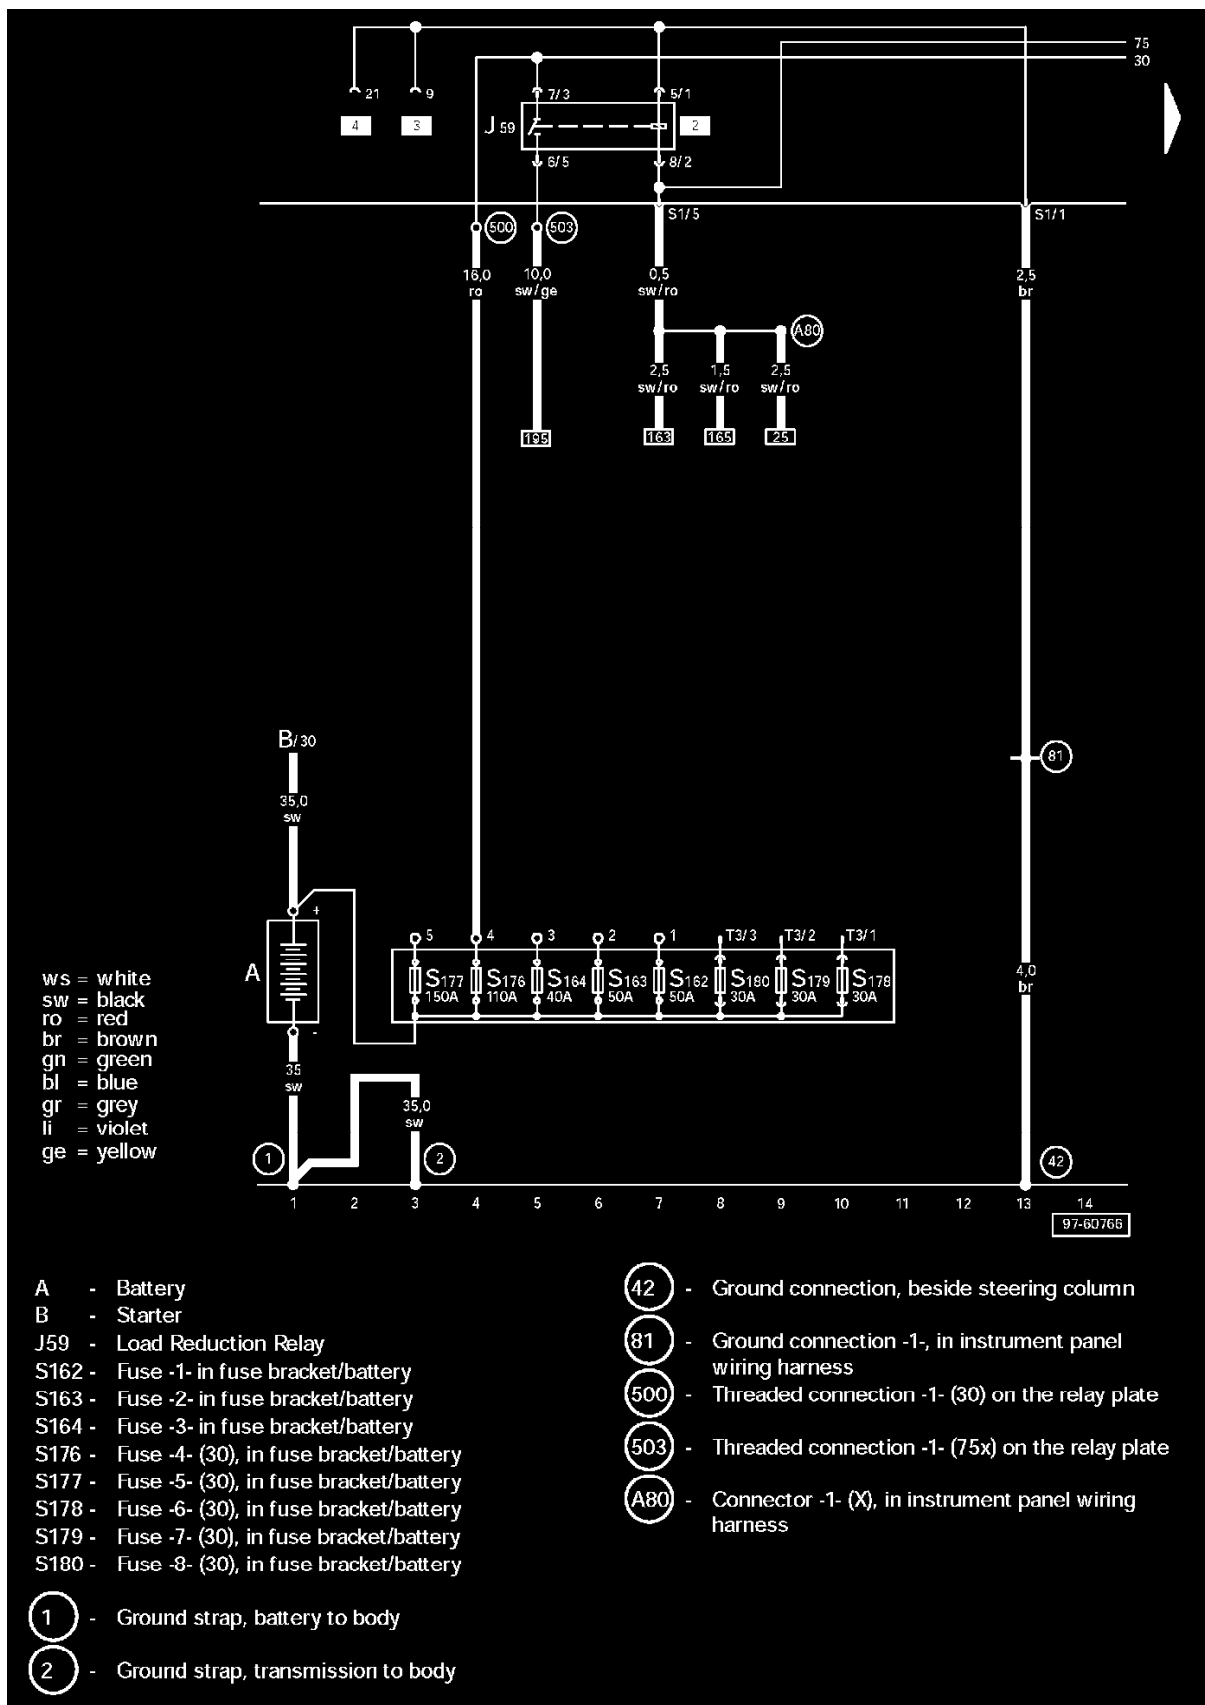 75
30
21
9
7/3
5/1
4
3
J 59
2
6/5
8/2
S1/5
S1/1
500
503
16,0
ro
10,0
sw/ge
0,5
sw/ro
2,5
br
A80
2,5
sw/ro
1,5
sw/ro
2,5
sw/ro
195
163
165
25
B/30
81
35,0
sw
+
5
4
3
2
1
T3/3
T3/2
T3/1
A
S177
150A
S176
110A
S164
40A
S163
50A
S162
50A
S180
30A
S179
30A
S178
30A
4,0
br
-
ws = white
sw = black
ro = red
br = brown
gn = green
bl = blue
gr = grey
li = violet
ge = yellow
35
sw
35,0
sw
1
2
42
1 2 3 4 5 6 7 8 9 10 11 12 13 14
97-60766
A - Battery
B - Starter
J59 - Load Reduction Relay
S162 - Fuse -1- in fuse bracket/battery
S163 - Fuse -2- in fuse bracket/battery
S164 - Fuse -3- in fuse bracket/battery
S176 - Fuse -4- (30), in fuse bracket/battery
S177 - Fuse -5- (30), in fuse bracket/battery
S178 - Fuse -6- (30), in fuse bracket/battery
S179 - Fuse -7- (30), in fuse bracket/battery
S180 - Fuse -8- (30), in fuse bracket/battery
1 - Ground strap, battery to body
2 - Ground strap, transmission to body
42 - Ground connection, beside steering column
81 - Ground connection -1-, in instrument panel
wiring harness
500 - Threaded connection -1- (30) on the relay plate
503 - Threaded connection -1- (75x) on the relay plate
A80 - Connector -1- (X), in instrument panel wiring
harness